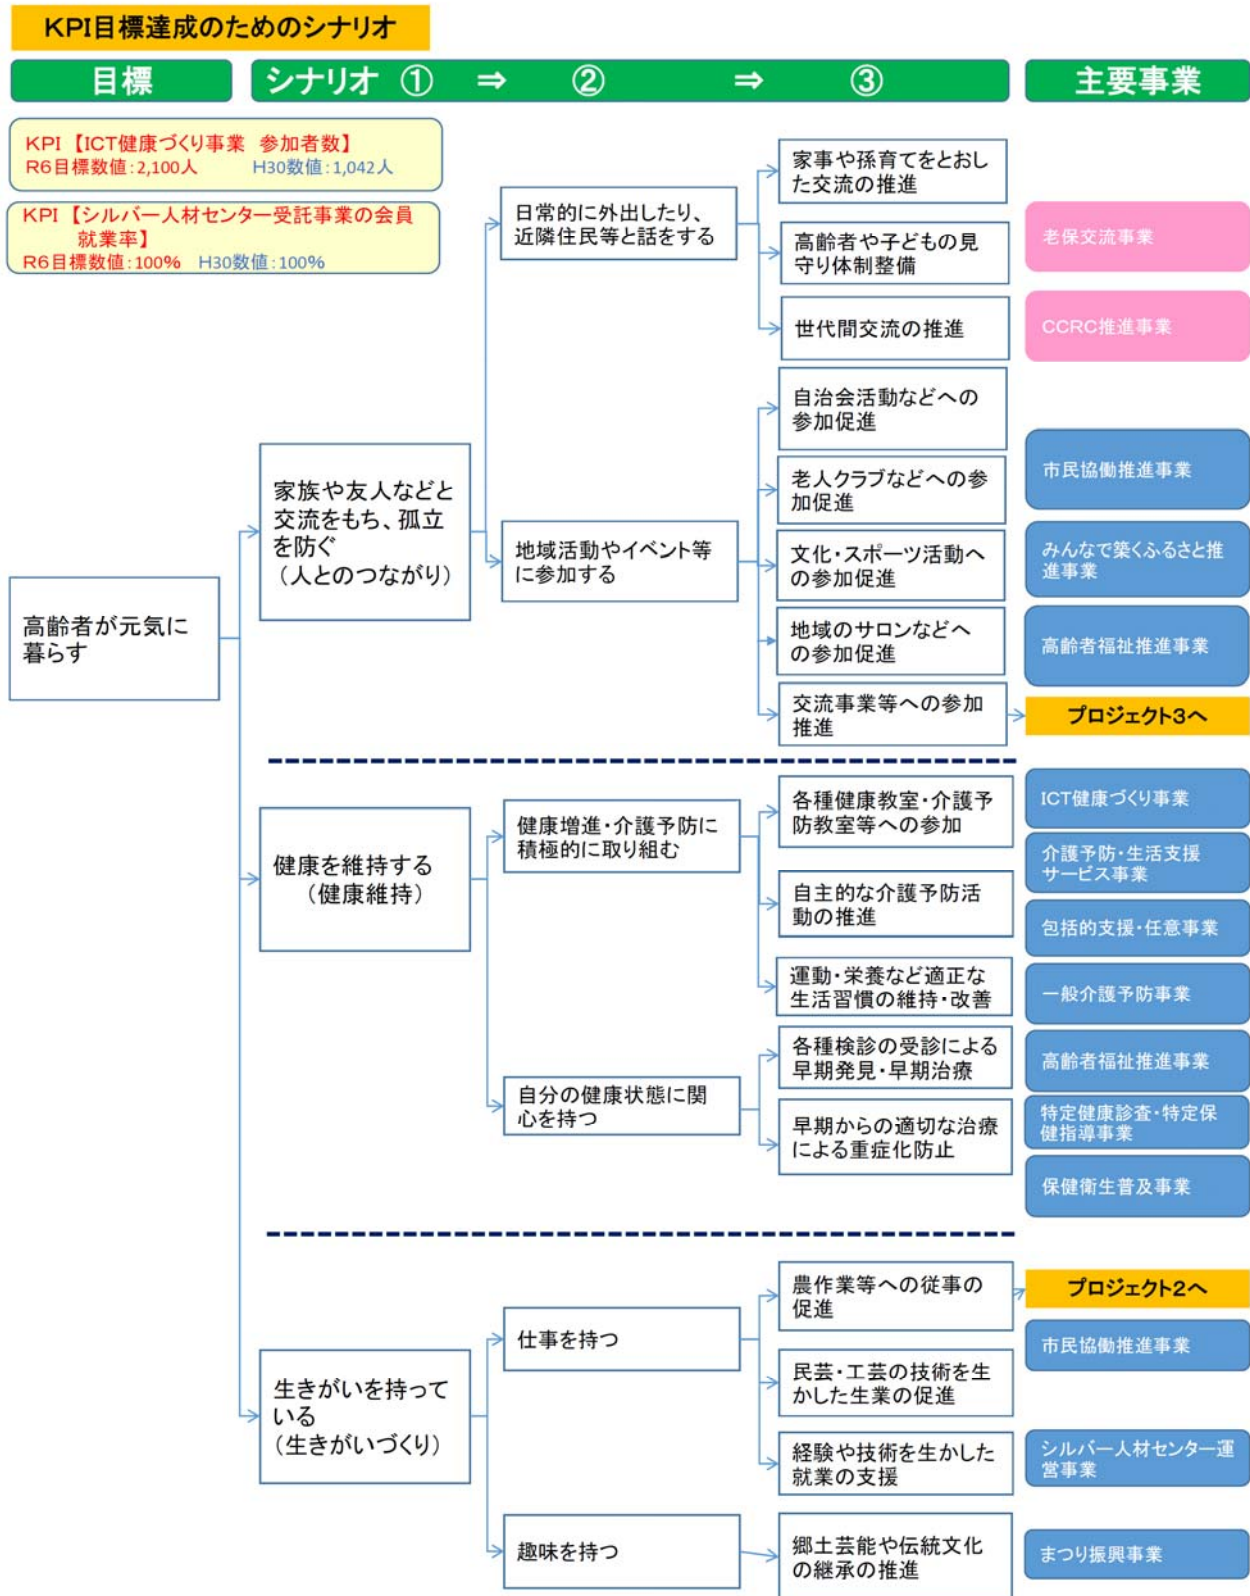 KPI目標達成のためのシナリオ
目標
シナリオ ① ⇒ ② ⇒ ③
主要事業
KPI 【ICT健康づくり事業 参加者数】
R6目標数値:2,100人 H30数値:1,042人
KPI 【シルバー人材センター受託事業の会員
就業率】
R6目標数値:100% H30数値:100%
高齢者が元気に
暮らす
家族や友人などと
交流をもち、孤立
を防ぐ
(人とのつながり)
日常的に外出したり、
近隣住民等と話をする
家事や孫育てをとおし
た交流の推進
高齢者や子どもの見
守り体制整備
世代間交流の推進
老保交流事業
CCRC推進事業
地域活動やイベント等
に参加する
自治会活動などへの
参加促進
老人クラブなどへの参
加促進
文化・スポーツ活動へ
の参加促進
地域のサロンなどへ
の参加促進
交流事業等への参加
推進
市民協働推進事業
みんなで築くふるさと推
進事業
高齢者福祉推進事業
プロジェクト3へ
健康を維持する
(健康維持)
健康増進・介護予防に
積極的に取り組む
各種健康教室・介護予
防教室等への参加
自主的な介護予防活
動の推進
運動・栄養など適正な
生活習慣の維持・改善
自分の健康状態に関
心を持つ
各種検診の受診による
早期発見・早期治療
早期からの適切な治療
による重症化防止
ICT健康づくり事業
介護予防・生活支援
サービス事業
包括的支援・任意事業
一般介護予防事業
高齢者福祉推進事業
特定健康診査・特定保
健指導事業
保健衛生普及事業
生きがいを持って
いる
(生きがいづくり)
仕事を持つ
農作業等への従事の
促進
民芸・工芸の技術を生
かした生業の促進
経験や技術を生かした
就業の支援
プロジェクト2へ
市民協働推進事業
シルバー人材センター運
営事業
趣味を持つ
郷土芸能や伝統文化
の継承の推進
まつり振興事業